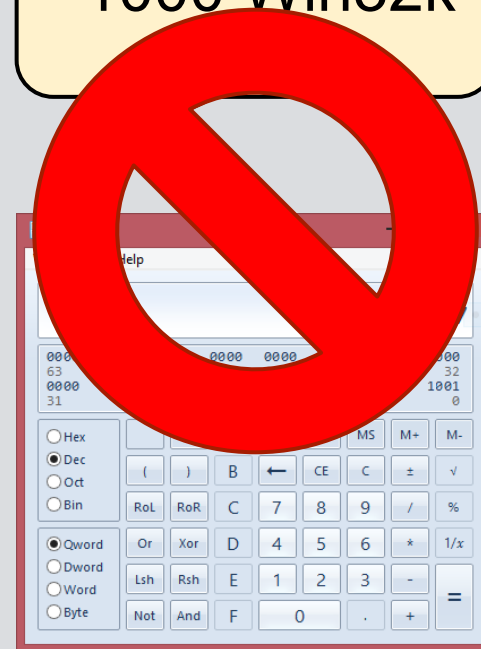 1000 Win32k
Help
0000 0000
63 32
0000 1001
31 0
Hex MS M+ M-
Dec ( ) B ← CE C ± √
Oct
Bin RoL RoR C 7 8 9 / %
Qword Or Xor D 4 5 6 * 1/x
Dword
Word Lsh Rsh E 1 2 3 - =
Byte Not And F 0 . +